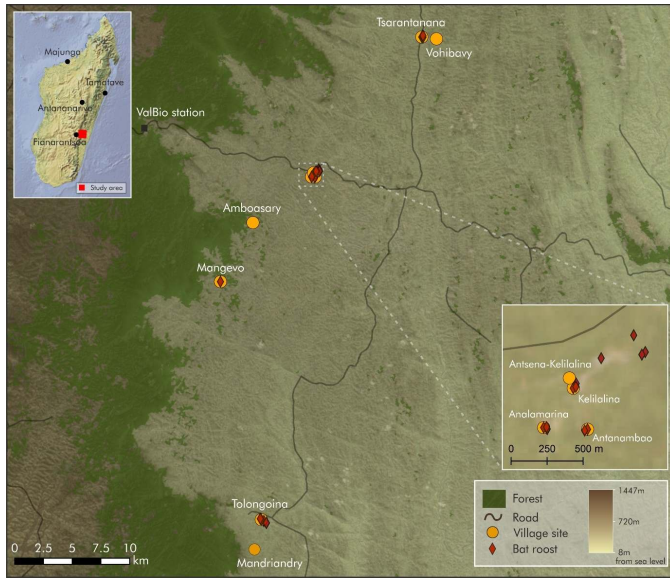 Majunga
Tamatave
Antananarivo
Fianarantsoa
Study area
Tsarantanana
Vohibavy
ValBio station
Amboasary
Mangevo
Antsena-Kelilalina
Kelilalina
Analamarina
Antanambao
0 250 500 m
Tolongoina
Mandriandry
0 2.5 5 7.5 10
km
Forest
Road
Village site
Bat roost
1447m
720m
8m
from sea level